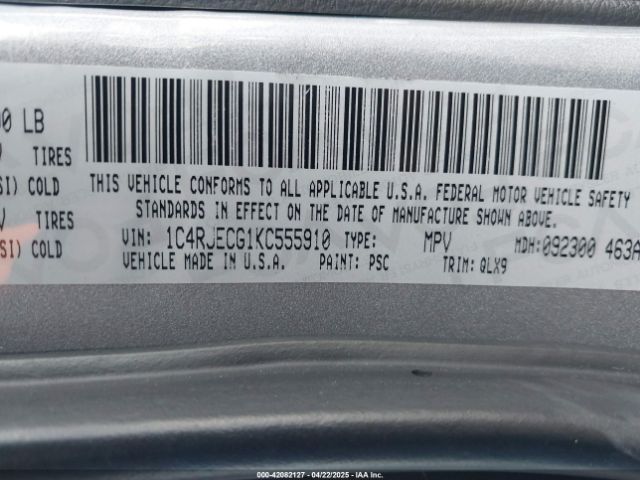 LB
TIRES
SI) COLD
TIRES
SI) COLD
THIS VEHICLE CONFORMS TO ALL APPLICABLE U.S.A. FEDERAL MOTOR VEHICLE SAFETY
STANDARDS IN EFFECT ON THE DATE OF MANUFACTURE SHOWN ABOVE.
VIN: 1C4RJECG1KC555910 TYPE: MPV MDH:092300 463A
VEHICLE MADE IN U.S.A. PAINT: PSC TRIM: QLX9
000-42082127 - 04/22/2025 - IAA Inc.